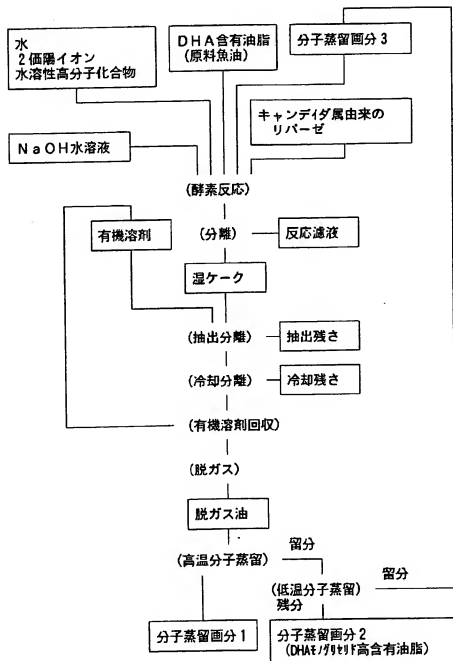 水
2価陽イオン
水溶性高分子化合物
DHA含有油脂
(原料魚油)
分子蒸留画分3
キャンディダ属由来の
リパーゼ
NaOH水溶液
(酵素反応)
有機溶剤
(分離)
反応濾液
湿ケーク
(抽出分離)
抽出残さ
(冷却分離)
冷却残さ
(有機溶剤回収)
(脱ガス)
脱ガス油
(高温分子蒸留)
留分
(低温分子蒸留)
留分
残分
分子蒸留画分1
分子蒸留画分2
(DHAモノグリセリド高含有油脂)